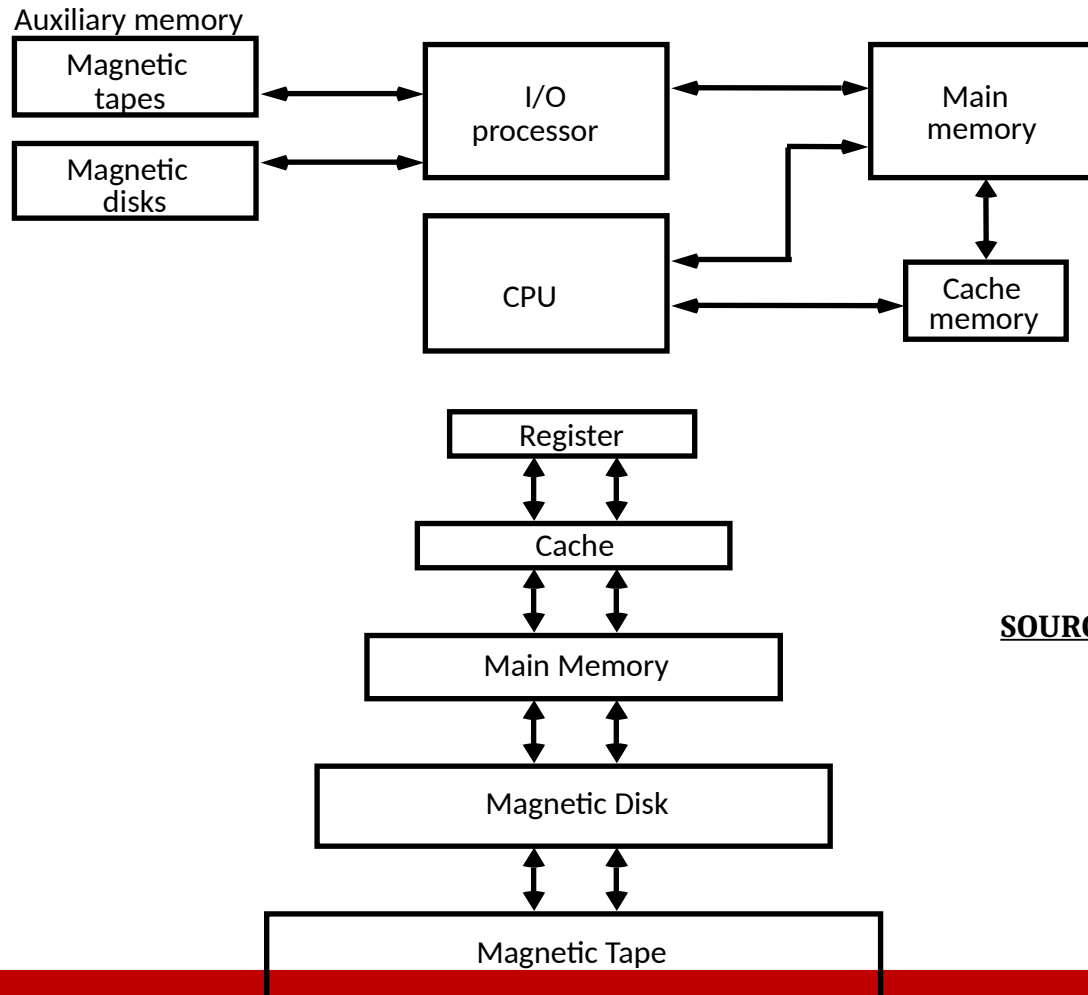 Auxiliary memory
Magnetic
tapes
I/O
processor
Main
memory
Magnetic
disks
CPU
Cache
memory
Register
Cache
Main Memory
Magnetic Disk
Magnetic Tape